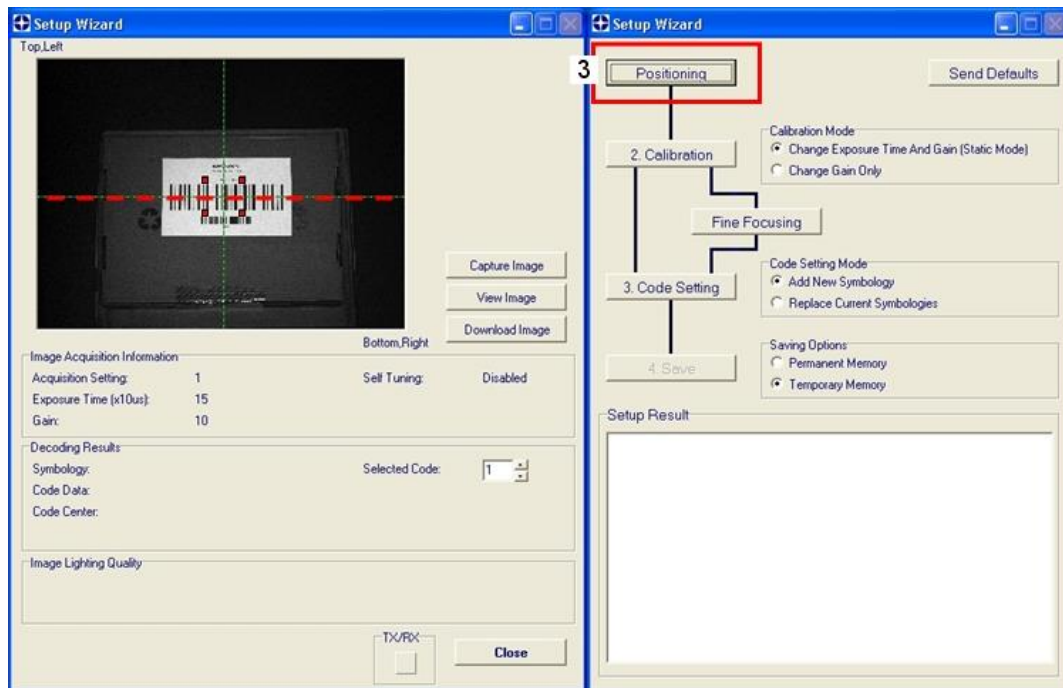 Setup Wizard
Top,Left
Capture Image
View Image
Download Image
Bottom,Right
Image Acquisition Information
Acquisition Setting: 1 Self Tuning: Disabled
Exposure Time (x10us): 15
Gain: 10
Decoding Results
Symbology: Selected Code: 1
Code Data:
Code Center:
Image Lighting Quality
TX/RX
Close
Setup Wizard
3 Positioning Send Defaults
Calibration Mode
2. Calibration
Change Exposure Time And Gain (Static Mode)
Change Gain Only
Fine Focusing
Code Setting Mode
3. Code Setting
Add New Symbology
Replace Current Symbologies
Saving Options
4. Save
Permanent Memory
Temporary Memory
Setup Result